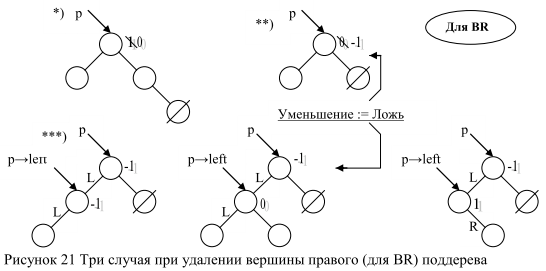 *) p **) p Для BR
1|0) 0)-1|
Уменьшение := Ложь
***) p p p
p→left -1| p→left -1| p→left -1|
L L L
-1| 0) 1|
L R
Рисунок 21 Три случая при удалении вершины правого (для BR) поддерева